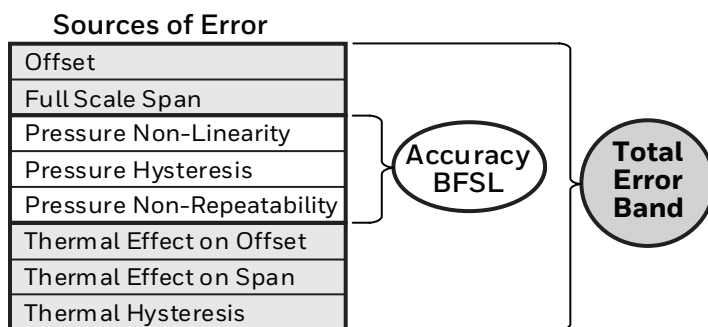 Sources of Error
Offset
Full Scale Span
Pressure Non-Linearity
Pressure Hysteresis
Pressure Non-Repeatability
Thermal Effect on Offset
Thermal Effect on Span
Thermal Hysteresis
Accuracy
BFSL
Total
Error
Band